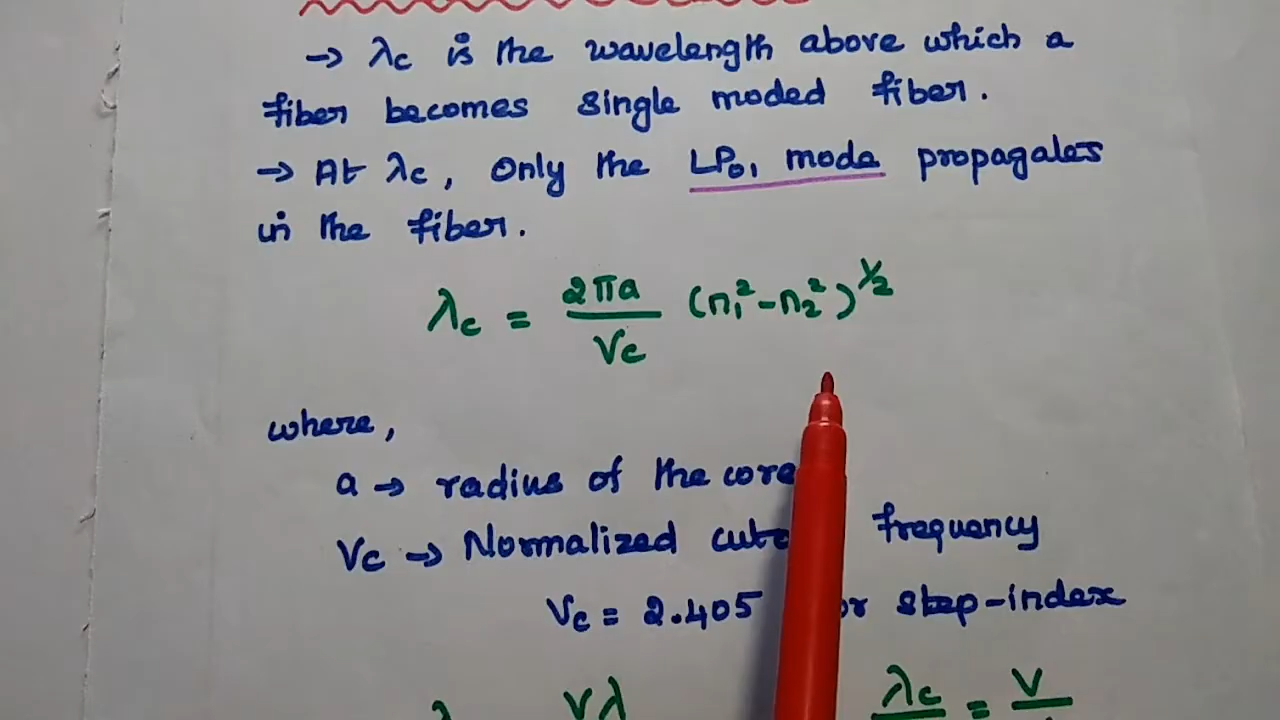 → λc is the wavelength above which a
fiber becomes single moded fiber.
→ At λc, Only the LP01 mode propagates
in the fiber.
λc = 2πa / Vc (n₁² - n₂²)^1/2
where,
a → radius of the core
Vc → Normalized frequency
Vc = 2.405 step-index
Vλ λc = V